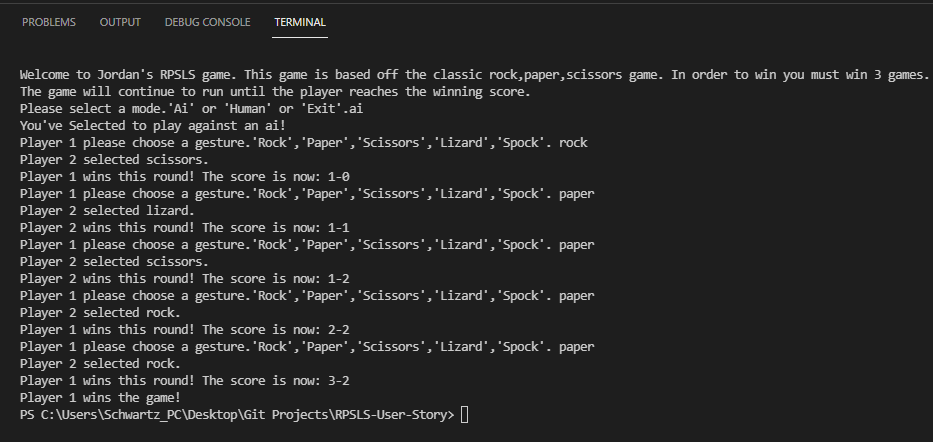 PROBLEMS OUTPUT DEBUG CONSOLE TERMINAL
Welcome to Jordan's RPSLS game. This game is based off the classic rock,paper,scissors game. In order to win you must win 3 games.
The game will continue to run until the player reaches the winning score.
Please select a mode.'Ai' or 'Human' or 'Exit'.ai
You've Selected to play against an ai!
Player 1 please choose a gesture.'Rock','Paper','Scissors','Lizard','Spock'. rock
Player 2 selected scissors.
Player 1 wins this round! The score is now: 1-0
Player 1 please choose a gesture.'Rock','Paper','Scissors','Lizard','Spock'. paper
Player 2 selected lizard.
Player 2 wins this round! The score is now: 1-1
Player 1 please choose a gesture.'Rock','Paper','Scissors','Lizard','Spock'. paper
Player 2 selected scissors.
Player 2 wins this round! The score is now: 1-2
Player 1 please choose a gesture.'Rock','Paper','Scissors','Lizard','Spock'. paper
Player 2 selected rock.
Player 1 wins this round! The score is now: 2-2
Player 1 please choose a gesture.'Rock','Paper','Scissors','Lizard','Spock'. paper
Player 2 selected rock.
Player 1 wins this round! The score is now: 3-2
Player 1 wins the game!
PS C:\Users\Schwartz_PC\Desktop\Git Projects\RPSLS-User-Story>